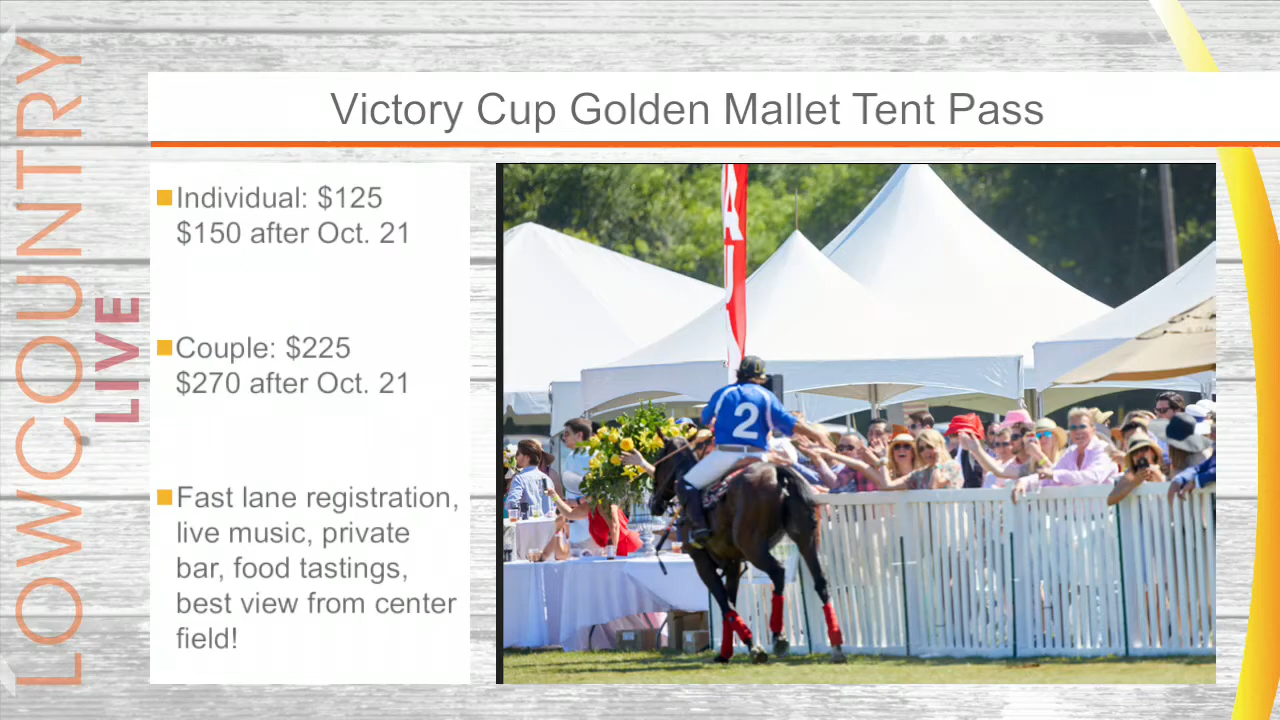 LOWCOUNTRY
LIVE
Victory Cup Golden Mallet Tent Pass
Individual: $125
$150 after Oct. 21
Couple: $225
$270 after Oct. 21
Fast lane registration,
live music, private
bar, food tastings,
best view from center
field!
2